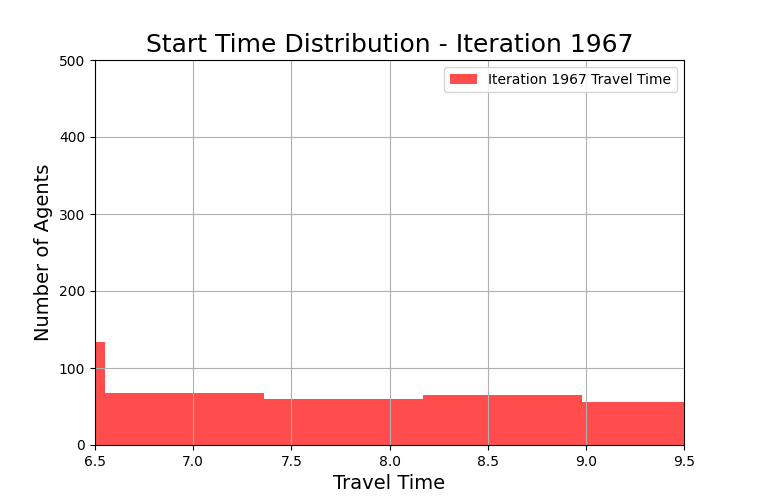 Start Time Distribution - Iteration 1967
Iteration 1967 Travel Time
Number of Agents
500
400
300
200
100
0
6.5 7.0 7.5 8.0 8.5 9.0 9.5
Travel Time